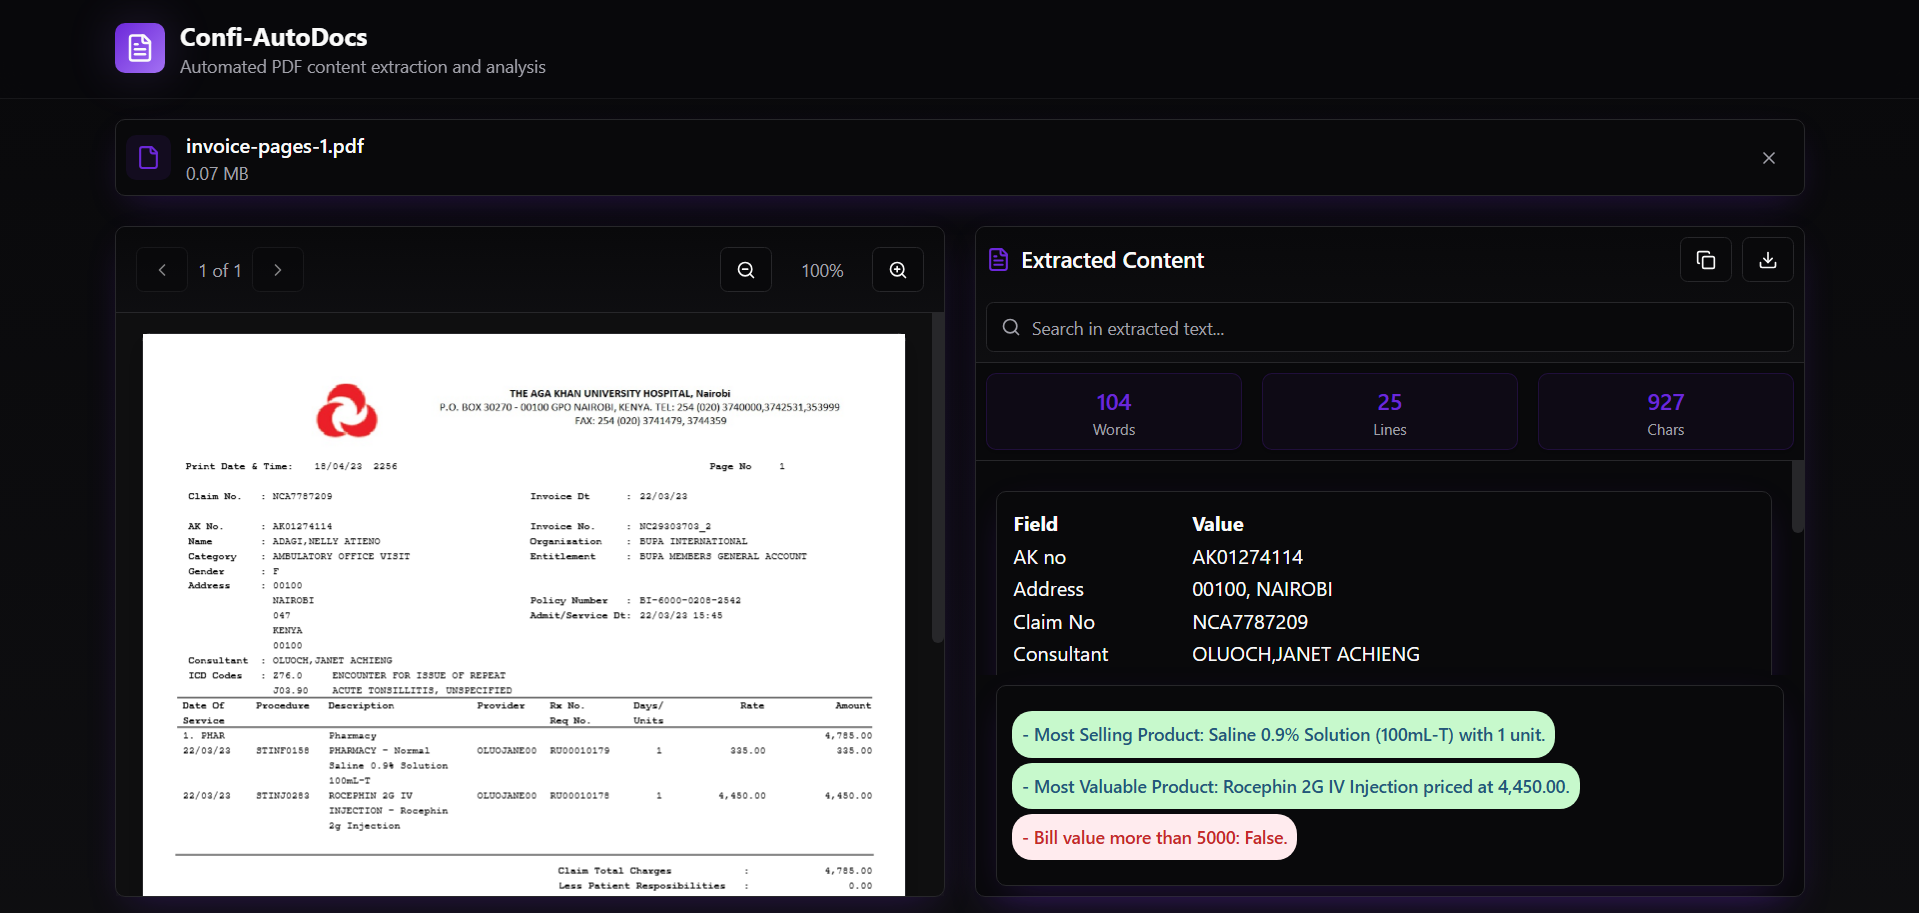 Confi-AutoDocs
Automated PDF content extraction and analysis
invoice-pages-1.pdf
0.07 MB
1 of 1
100%
THE AGA KHAN UNIVERSITY HOSPITAL, Nairobi
P.O. BOX 30270 - 00100 GPO NAIROBI, KENYA. TEL: 254 (020) 3740000,3742531,353999
FAX: 254 (020) 3741479, 3744359
Print Date & Time: 18/04/23 2256 Page No 1
Claim No. : NCA7787209 Invoice Dt : 22/03/23
AK No. : AK01274114 Invoice No. : NC29303703_2
Name : ADAGI,NELLY ATIENO Organisation : BUPA INTERNATIONAL
Category : AMBULATORY OFFICE VISIT Entitlement : BUPA MEMBERS GENERAL ACCOUNT
Gender : F
Address : 00100
NAIROBI Policy Number : BI-6000-0208-2542
047 Admit/Service Dt: 22/03/23 15:45
KENYA
00100
Consultant : OLUOCH,JANET ACHIENG
ICD Codes : Z76.0 ENCOUNTER FOR ISSUE OF REPEAT
J03.90 ACUTE TONSILLITIS, UNSPECIFIED
Date Of Procedure Description Provider Rx No. Days/ Rate Amount
Service Req No. Units
1. PHAR Pharmacy 4,785.00
22/03/23 STINF0158 PHARMACY - Normal OLUOJANE00 RU00010179 1 335.00 335.00
Saline 0.9% Solution
100mL-T
22/03/23 STINJ0283 ROCEPHIN 2G IV OLUOJANE00 RU00010178 1 4,450.00 4,450.00
INJECTION - Rocephin
2g Injection
Claim Total Charges : 4,785.00
Less Patient Resposibilities : 0.00
Extracted Content
Search in extracted text...
104
Words
25
Lines
927
Chars
Field Value
AK no AK01274114
Address 00100, NAIROBI
Claim No NCA7787209
Consultant OLUOCH,JANET ACHIENG
- Most Selling Product: Saline 0.9% Solution (100mL-T) with 1 unit.
- Most Valuable Product: Rocephin 2G IV Injection priced at 4,450.00.
- Bill value more than 5000: False.